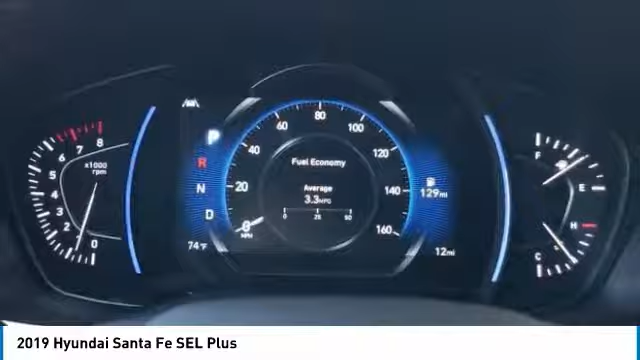 x1000
rpm
8
7
6
5
4
3
2
1
0
P
R
N
D
74°F
0
MPH
20
40
60
80
100
120
140
160
Fuel Economy
Average
3.3MPG
0 25 50
129mi
12mi
F
E
H
C
2019 Hyundai Santa Fe SEL Plus